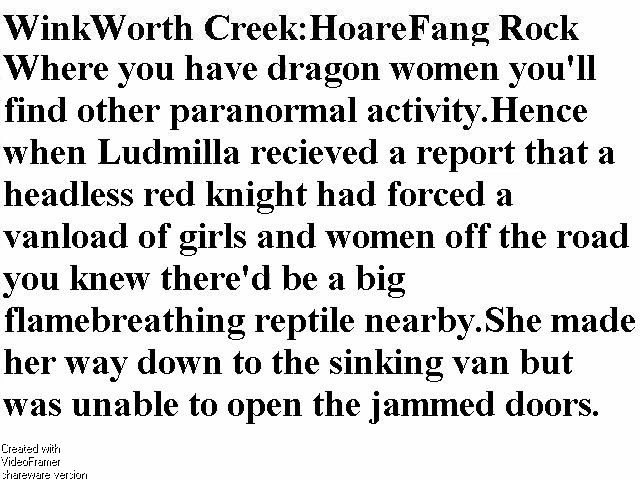 WinkWorth Creek:HoareFang Rock
Where you have dragon women you'll
find other paranormal activity.Hence
when Ludmilla recieved a report that a
headless red knight had forced a
vanload of girls and women off the road
you knew there'd be a big
flamebreathing reptile nearby.She made
her way down to the sinking van but
was unable to open the jammed doors.
Created with
VideoFramer
shareware version